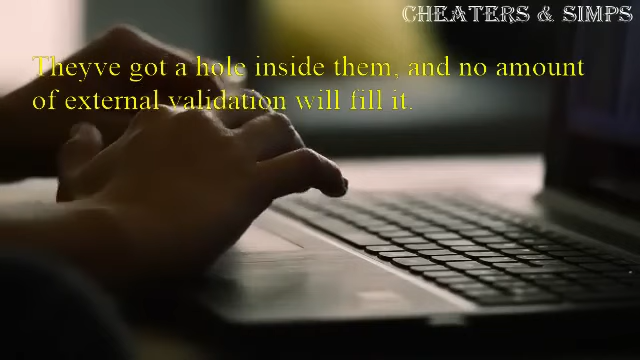 CHEATERS & SIMPS
Theyve got a hole inside them, and no amount
of external validation will fill it.